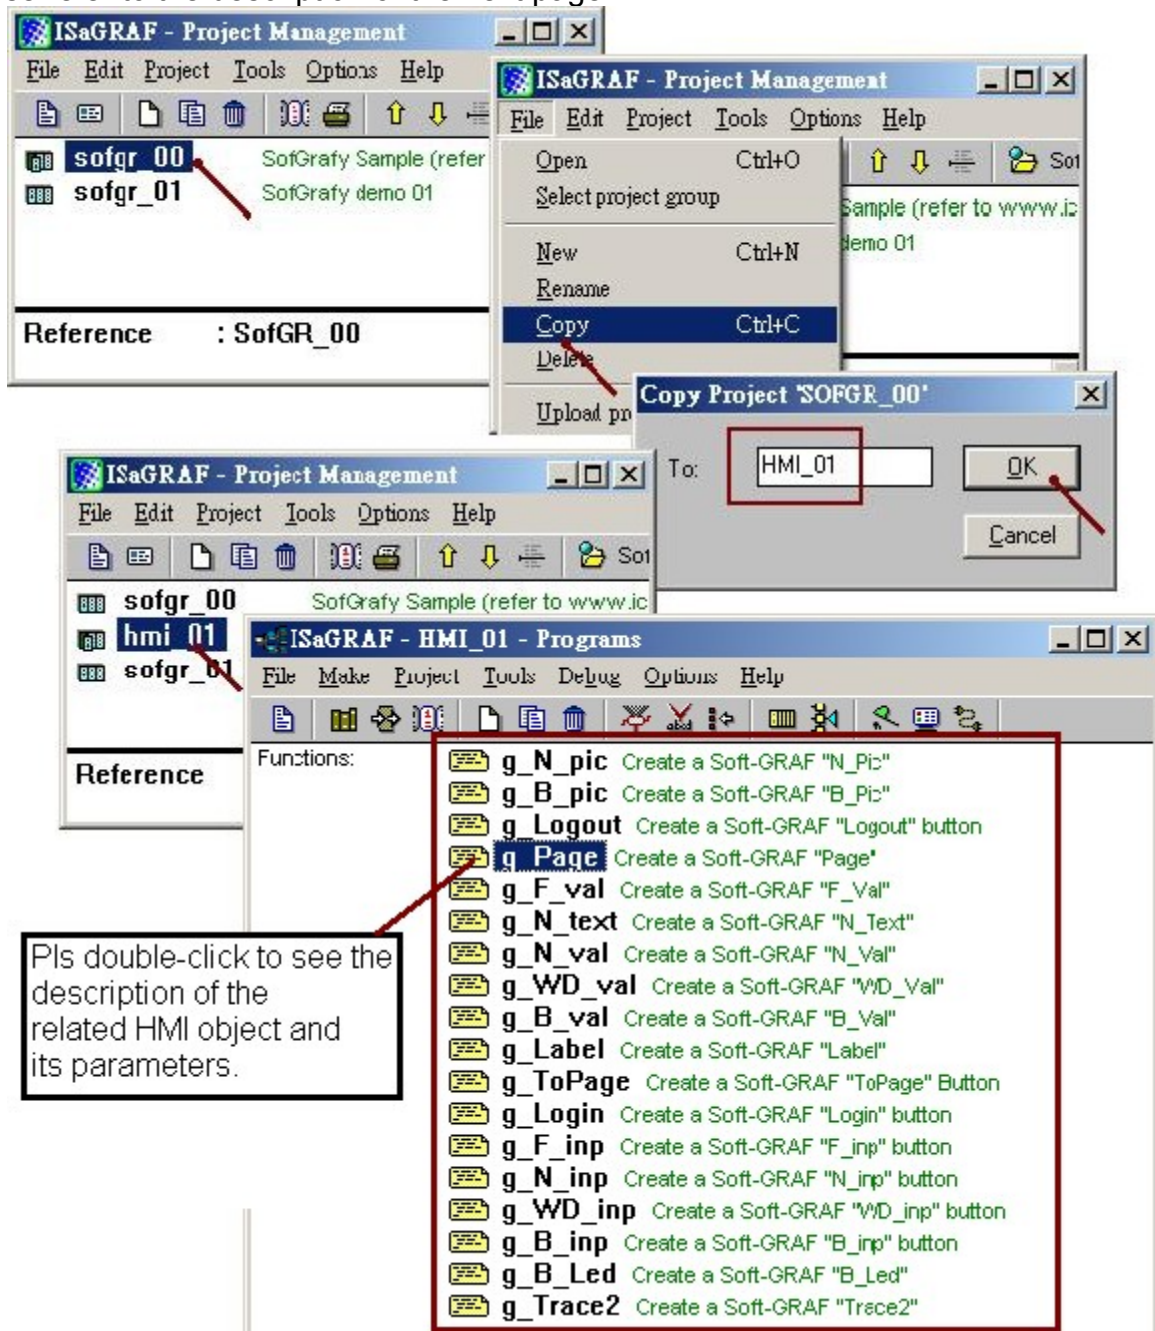 ISaGRAF - Project Management
File Edit Project Tools Options Help
sofgr_00 SofGrafy Sample (refer
sofgr_01 SofGrafy demo 01
Reference : SofGR_00
ISaGRAF - Project Management
File Edit Project Tools Options Help
Sof
Open Ctrl+O
Select project group
New Ctrl+N
Rename
Copy Ctrl+C
Delete
Upload pr
Sample (refer to www.ic
demo 01
Copy Project 'SOFGR_00'
To: HMI_01
OK
Cancel
ISaGRAF - Project Management
File Edit Project Tools Options Help
Sof
sofgr_00 SofGrafy Sample (refer to www.ic
hmi_01
sofgr_01
Reference
ISaGRAF - HMI_01 - Programs
File Make Project Tools Debug Options Help
Functions:
g_N_pic Create a Soft-GRAF "N_Pic"
g_B_pic Create a Soft-GRAF "B_Pic"
g_Logout Create a Soft-GRAF "Logout" button
g_Page Create a Soft-GRAF "Page"
g_F_val Create a Soft-GRAF "F_Val"
g_N_text Create a Soft-GRAF "N_Text"
g_N_val Create a Soft-GRAF "N_Val"
g_WD_val Create a Soft-GRAF "WD_Val"
g_B_val Create a Soft-GRAF "B_Val"
g_Label Create a Soft-GRAF "Label"
g_ToPage Create a Soft-GRAF "ToPage" Button
g_Login Create a Soft-GRAF "Login" button
g_F_inp Create a Soft-GRAF "F_inp" button
g_N_inp Create a Soft-GRAF "N_inp" button
g_WD_inp Create a Soft-GRAF "WD_inp" button
g_B_inp Create a Soft-GRAF "B_inp" button
g_B_Led Create a Soft-GRAF "B_Led"
g_Trace2 Create a Soft-GRAF "Trace2"
Pls double-click to see the
description of the
related HMI object and
its parameters.